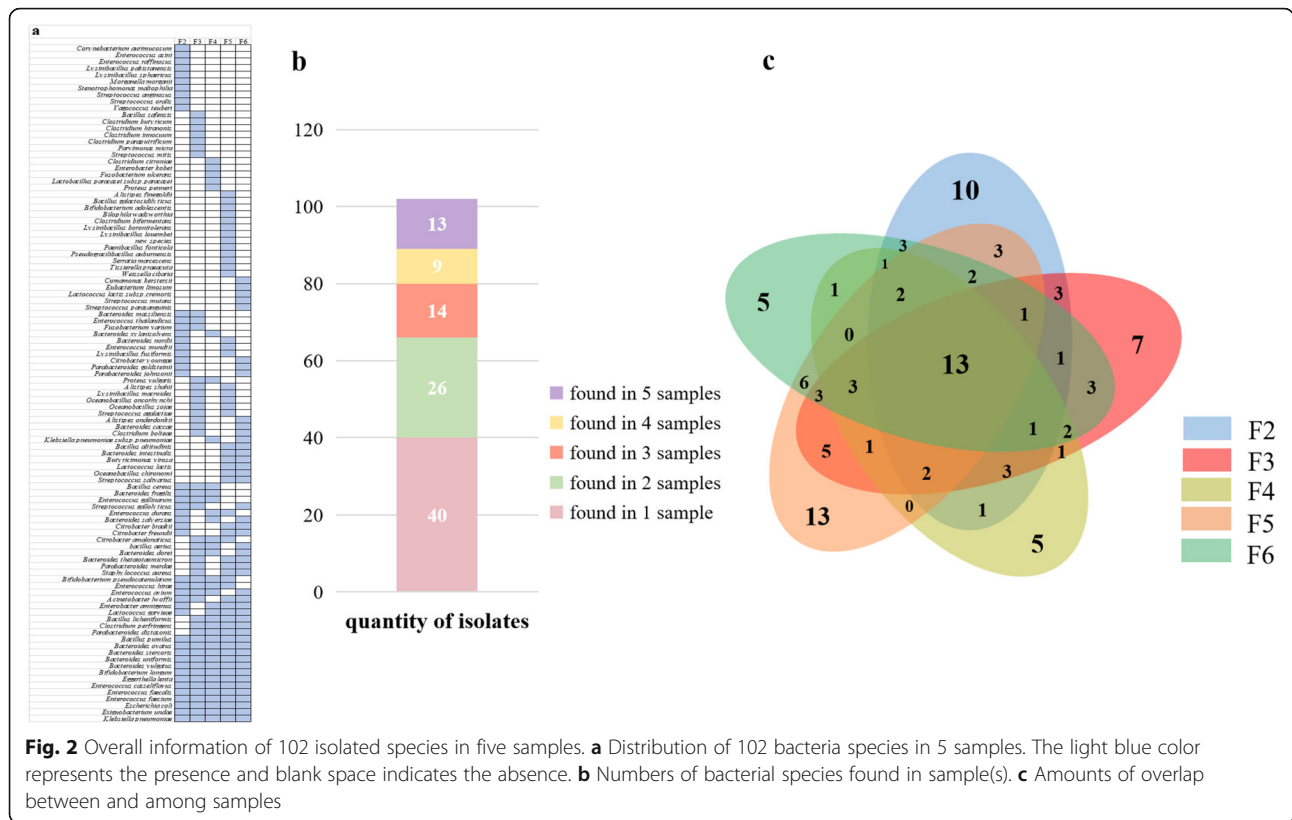 a
F2 F3 F4 F5 F6
Corynebacterium aurimucosum
Enterococcus asini
Enterococcus raffinosus
Lysinibacillus pakistanensis
Lysinibacillus sphaericus
Morganella morganii
Stenotrophomonas maltophilia
Streptococcus anginosus
Streptococcus oralis
Vagococcus teuberi
Bacillus safensis
Clostridium butyricum
Clostridium hiranonis
Clostridium innocuum
Clostridium paraputrificum
Parvimonas micra
Streptococcus mitis
Clostridium citroniae
Enterobacter kobei
Fusobacterium ulcerans
Lactobacillus paracasei subsp.paracasei
Proteus penneri
Alistipes finegoldii
Bacillus galactosidilyticus
Bifidobacterium adolescentis
Bilophila wadsworthia
Clostridium bifermentans
Lysinibacillus boronitolerans
Lysinibacillus louembei
new species
Paenibacillus fonticola
Pseudogracilibacillus auburnensis
Serratia marcescens
Tissierella praeacuta
Weissella cibaria
Comamonas kerstersii
Eubacterium limosum
Lactococcus lactis subsp.cremoris
Streptococcus mutans
Streptococcus parasanguinis
Bacteroides massiliensis
Enterococcus thailandicus
Fusobacterium varium
Bacteroides xylanisolvens
Bacteroides nordii
Enterococcus mundtii
Lysinibacillus fusiformis
Citrobacter youngae
Parabacteroides goldsteinii
Parabacteroides johnsonii
Proteus vulgaris
Alistipes shahii
Lysinibacillus macroides
Oceanobacillus oncorhynchi
Oceanobacillus sojae
Streptococcus agalactiae
Alistipes onderdonkii
Bacteroides caccae
Clostridium bolteae
Klebsiella pneumoniae subsp.pneumoniae
Bacillus altitudinis
Bacteroides intestinalis
Butyricimonas virosa
Lactococcus lactis
Oceanobacillus chironomi
Streptococcus salivarius
Bacillus cereus
Bacteroides fragilis
Enterococcus gallinarum
Streptococcus gallolyticus
Enterococcus durans
Bacteroides salyersiae
Citrobacter braakii
Citrobacter freundii
Citrobacter amalonaticus
bacillus aerius
Bacteroides dorei
Bacteroides thetaiotaomicron
Parabacteroides merdae
Staphylococcus aureus
Bifidobacterium pseudocatenulatum
Enterococcus hirae
Enterococcus avium
Acinetobacter lwoffii
Enterobacter amnigenus
Lactococcus garvieae
Bacillus licheniformis
Clostridium perfringens
Parabacteroides distasonis
Bacillus pumilus
Bacteroides ovatus
Bacteroides stercoris
Bacteroides uniformis
Bacteroides vulgatus
Bifidobacterium longum
Eggerthella lenta
Enterococcus casseliflavus
Enterococcus faecalis
Enterococcus faecium
Escherichia coli
Exiguobacterium undae
Klebsiella pneumoniae
b
120
100
80
60
40
20
0
13
9
14
26
40
quantity of isolates
found in 5 samples
found in 4 samples
found in 3 samples
found in 2 samples
found in 1 sample
c
10
3
3
1
2
3
1
2
1
5
0
13
1
7
3
6
3
3
1
2
1
5
1
2
3
13
0
1
5
F2
F3
F4
F5
F6
Fig. 2 Overall information of 102 isolated species in five samples. a Distribution of 102 bacteria species in 5 samples. The light blue color
represents the presence and blank space indicates the absence. b Numbers of bacterial species found in sample(s). c Amounts of overlap
between and among samples